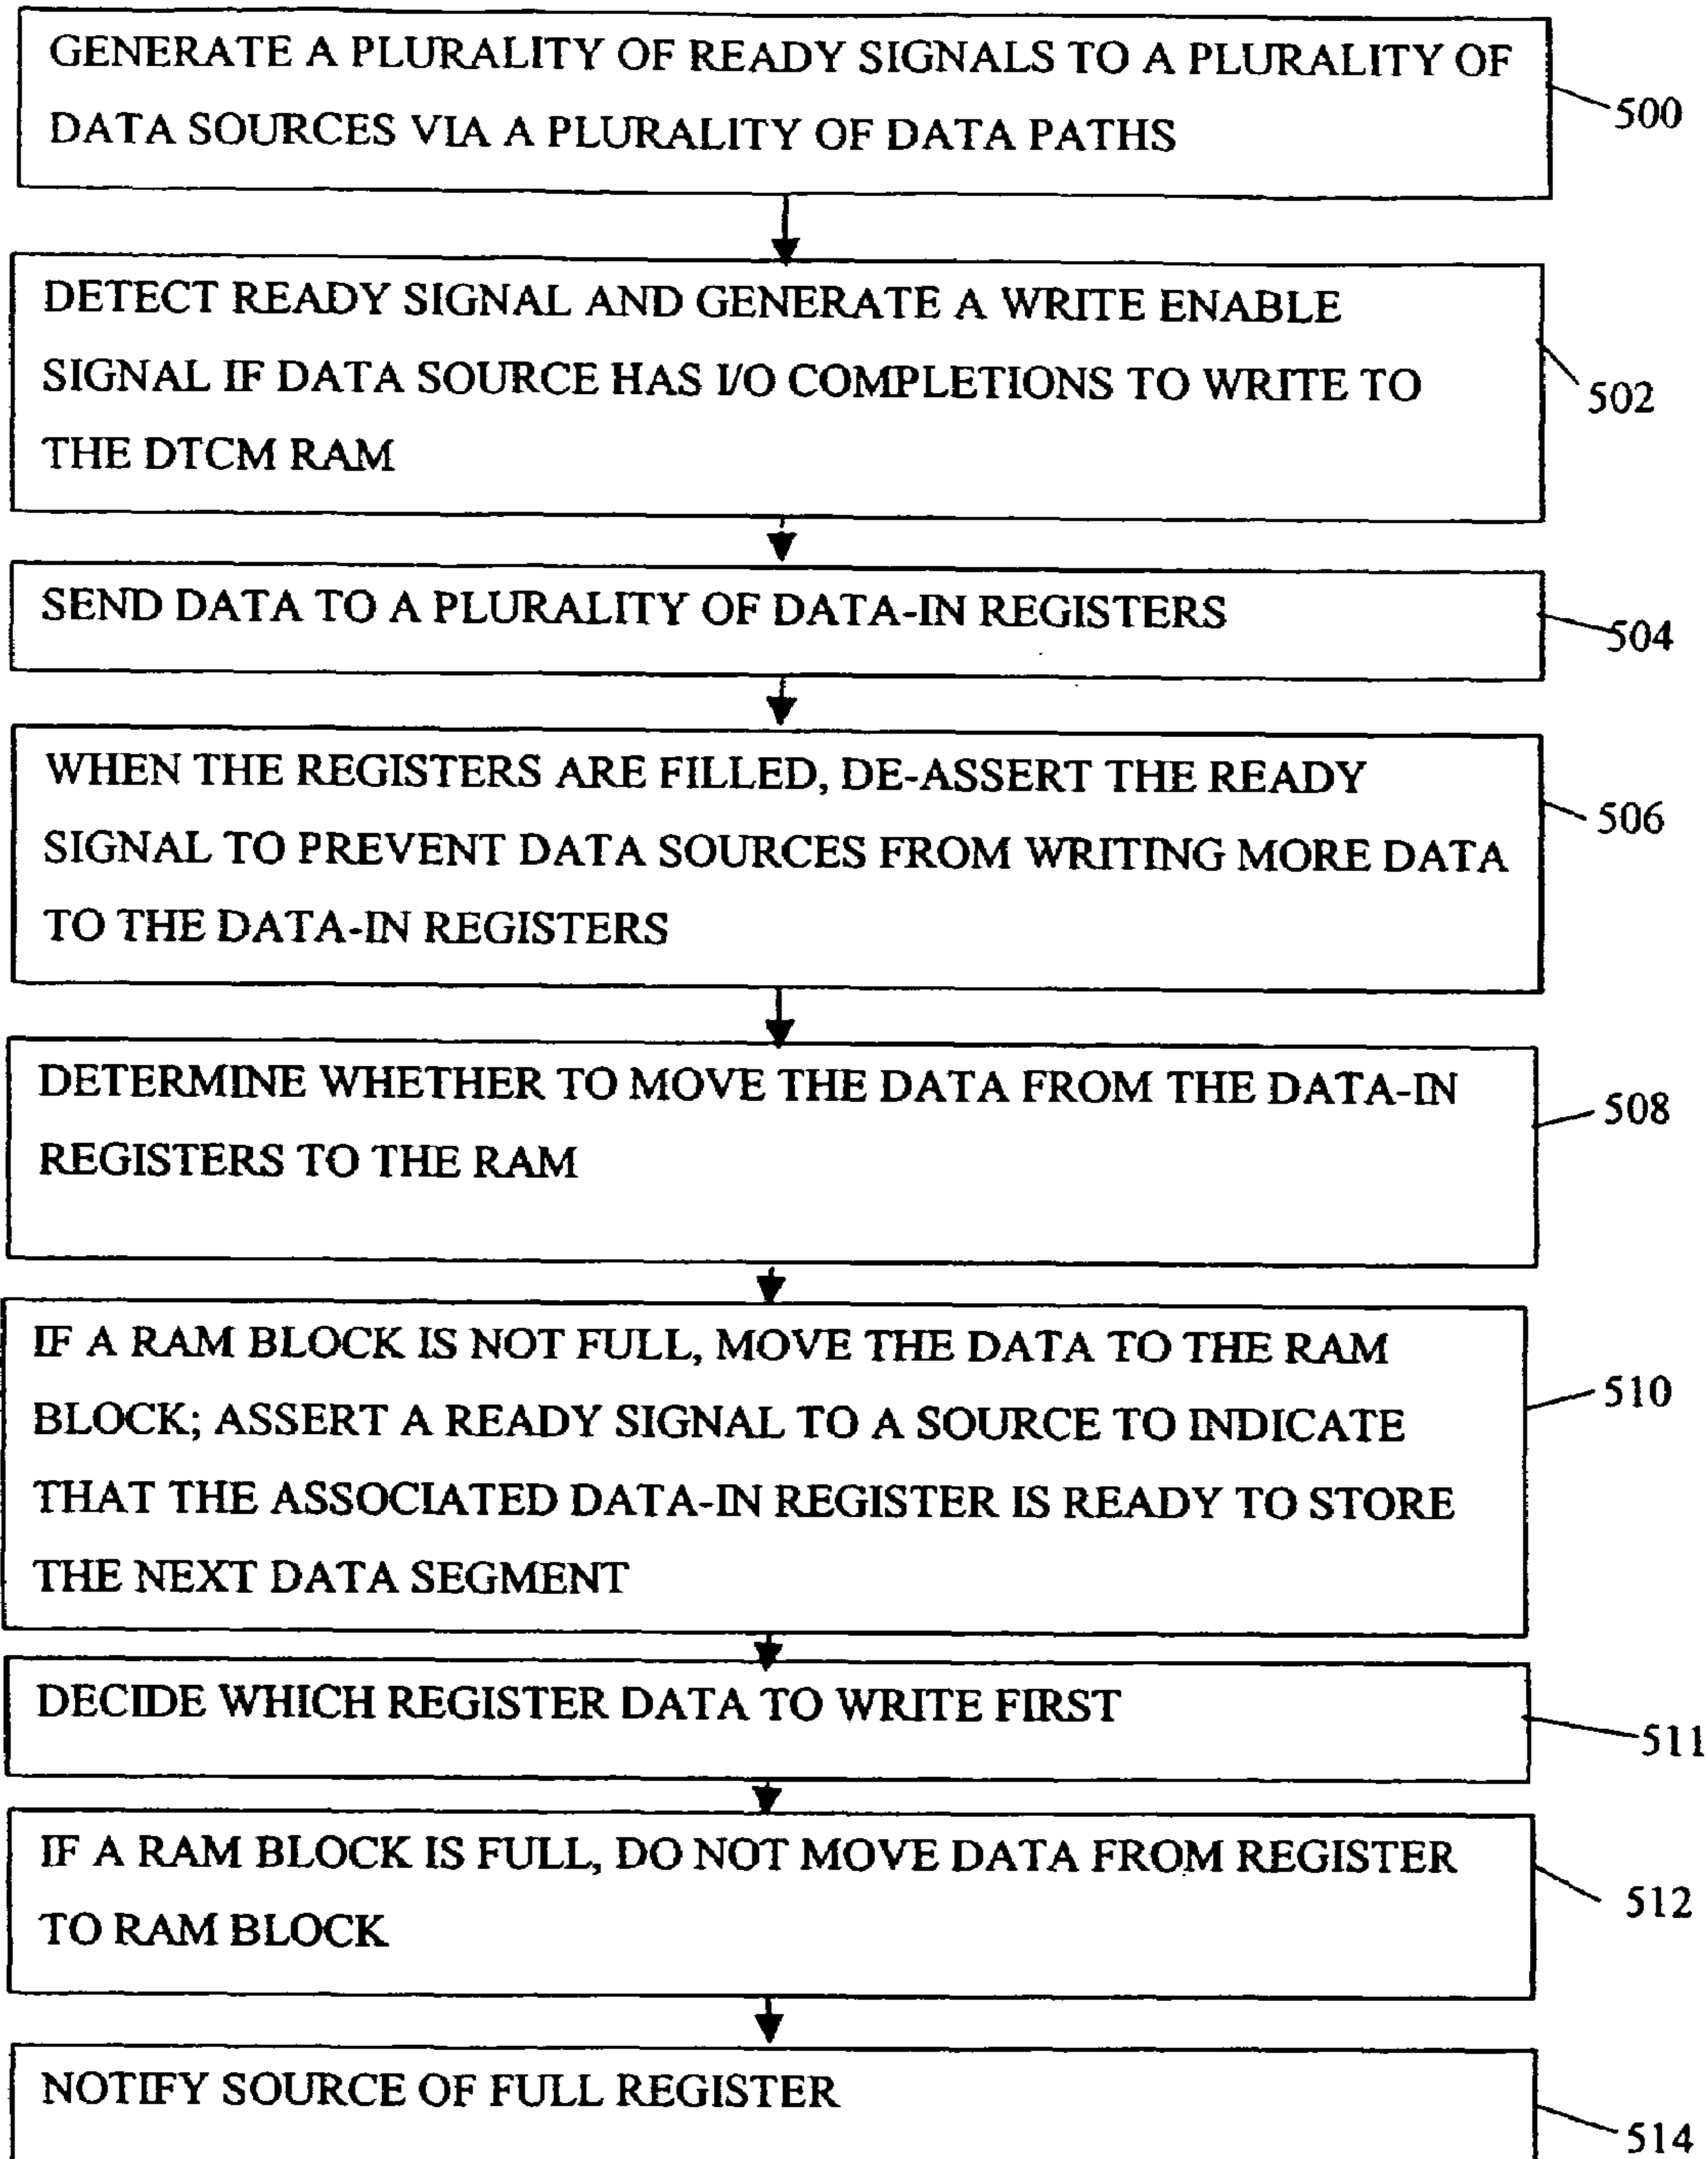 GENERATE A PLURALITY OF READY SIGNALS TO A PLURALITY OF
DATA SOURCES VIA A PLURALITY OF DATA PATHS
500
DETECT READY SIGNAL AND GENERATE A WRITE ENABLE
SIGNAL IF DATA SOURCE HAS I/O COMPLETIONS TO WRITE TO
THE DTCM RAM
502
SEND DATA TO A PLURALITY OF DATA-IN REGISTERS
504
WHEN THE REGISTERS ARE FILLED, DE-ASSERT THE READY
SIGNAL TO PREVENT DATA SOURCES FROM WRITING MORE DATA
TO THE DATA-IN REGISTERS
506
DETERMINE WHETHER TO MOVE THE DATA FROM THE DATA-IN
REGISTERS TO THE RAM
508
IF A RAM BLOCK IS NOT FULL, MOVE THE DATA TO THE RAM
BLOCK; ASSERT A READY SIGNAL TO A SOURCE TO INDICATE
THAT THE ASSOCIATED DATA-IN REGISTER IS READY TO STORE
THE NEXT DATA SEGMENT
510
DECIDE WHICH REGISTER DATA TO WRITE FIRST
511
IF A RAM BLOCK IS FULL, DO NOT MOVE DATA FROM REGISTER
TO RAM BLOCK
512
NOTIFY SOURCE OF FULL REGISTER
514